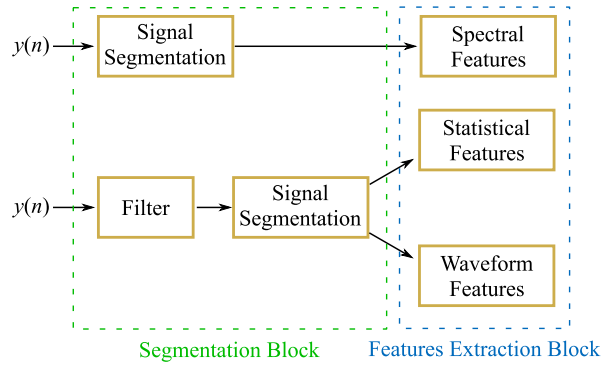 y(n)
Signal
Segmentation
Spectral
Features
Statistical
Features
y(n)
Filter
Signal
Segmentation
Waveform
Features
Segmentation Block
Features Extraction Block